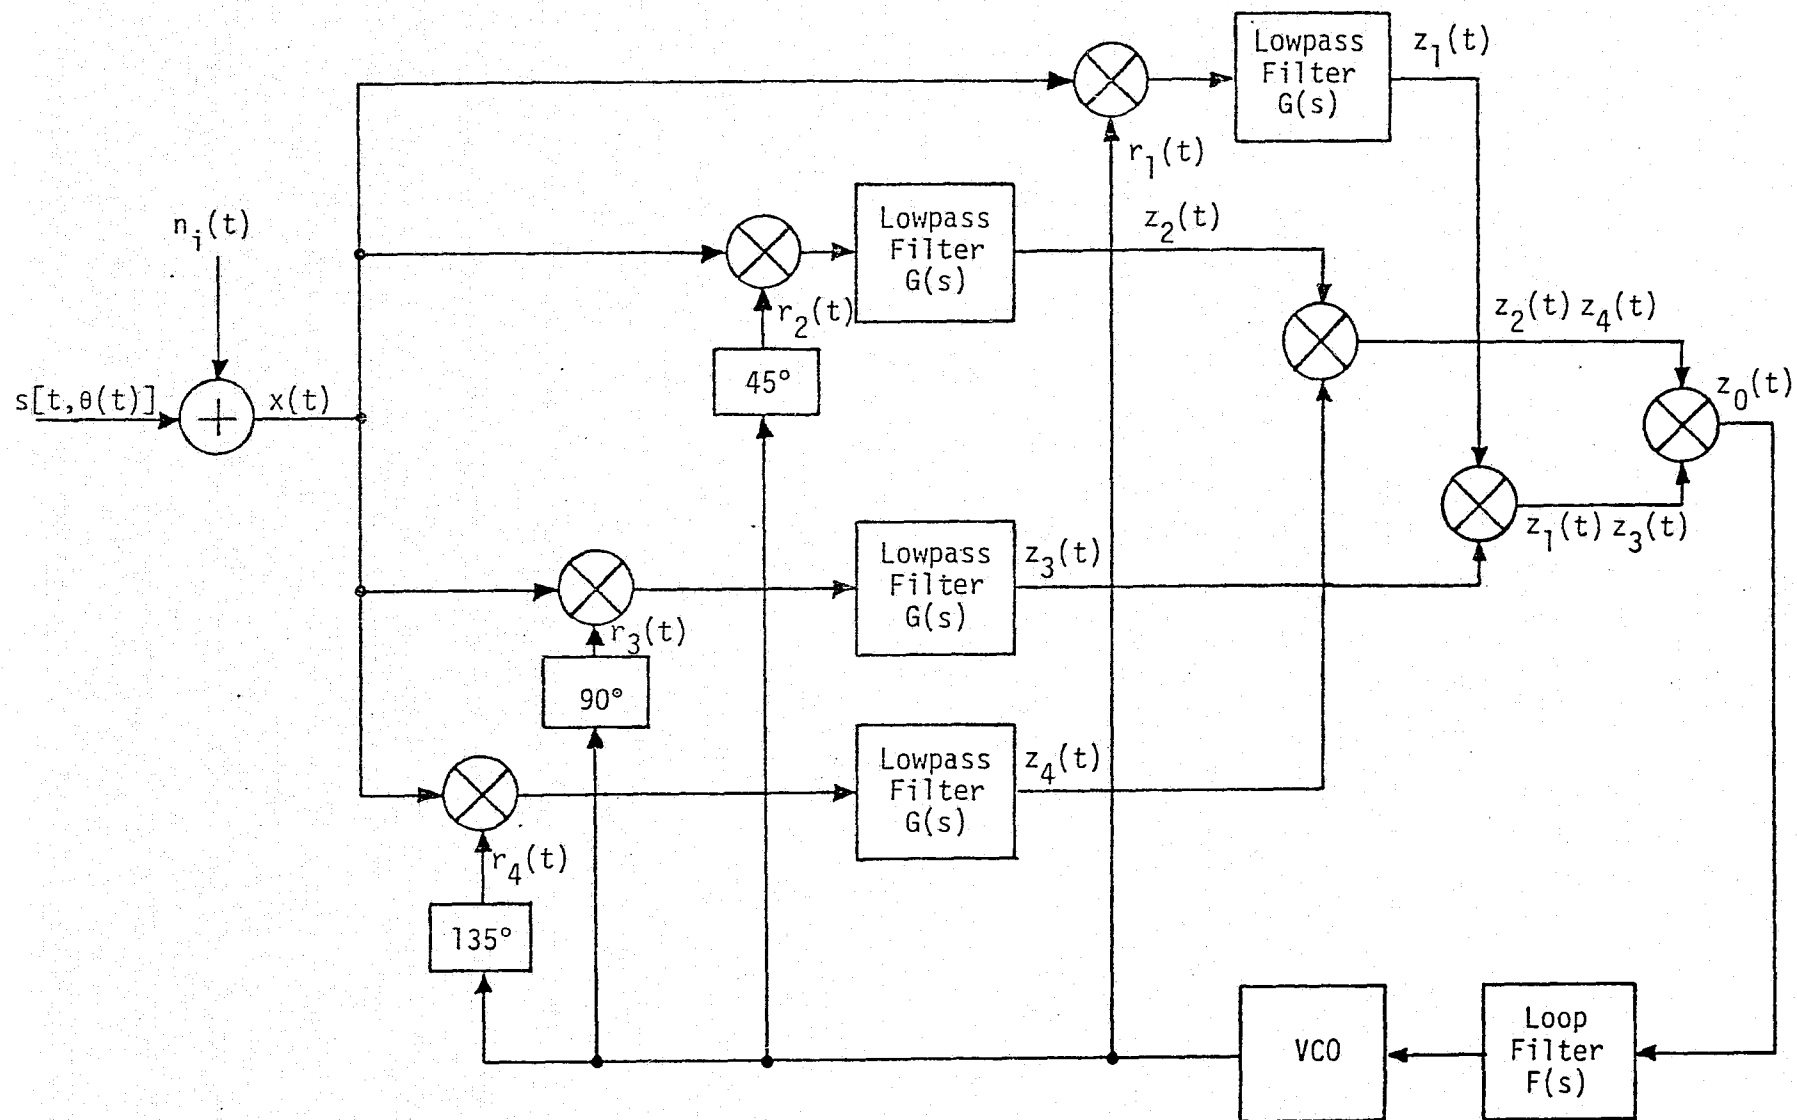 Lowpass
Filter
G(s)
z₁(t)
r₁(t)
nᵢ(t)
Lowpass
Filter
G(s)
z₂(t)
r₂(t)
45°
z₂(t) z₄(t)
s[t,θ(t)]
x(t)
z₀(t)
z₁(t) z₃(t)
Lowpass
Filter
G(s)
z₃(t)
r₃(t)
90°
Lowpass
Filter
G(s)
z₄(t)
r₄(t)
135°
VCO
Loop
Filter
F(s)